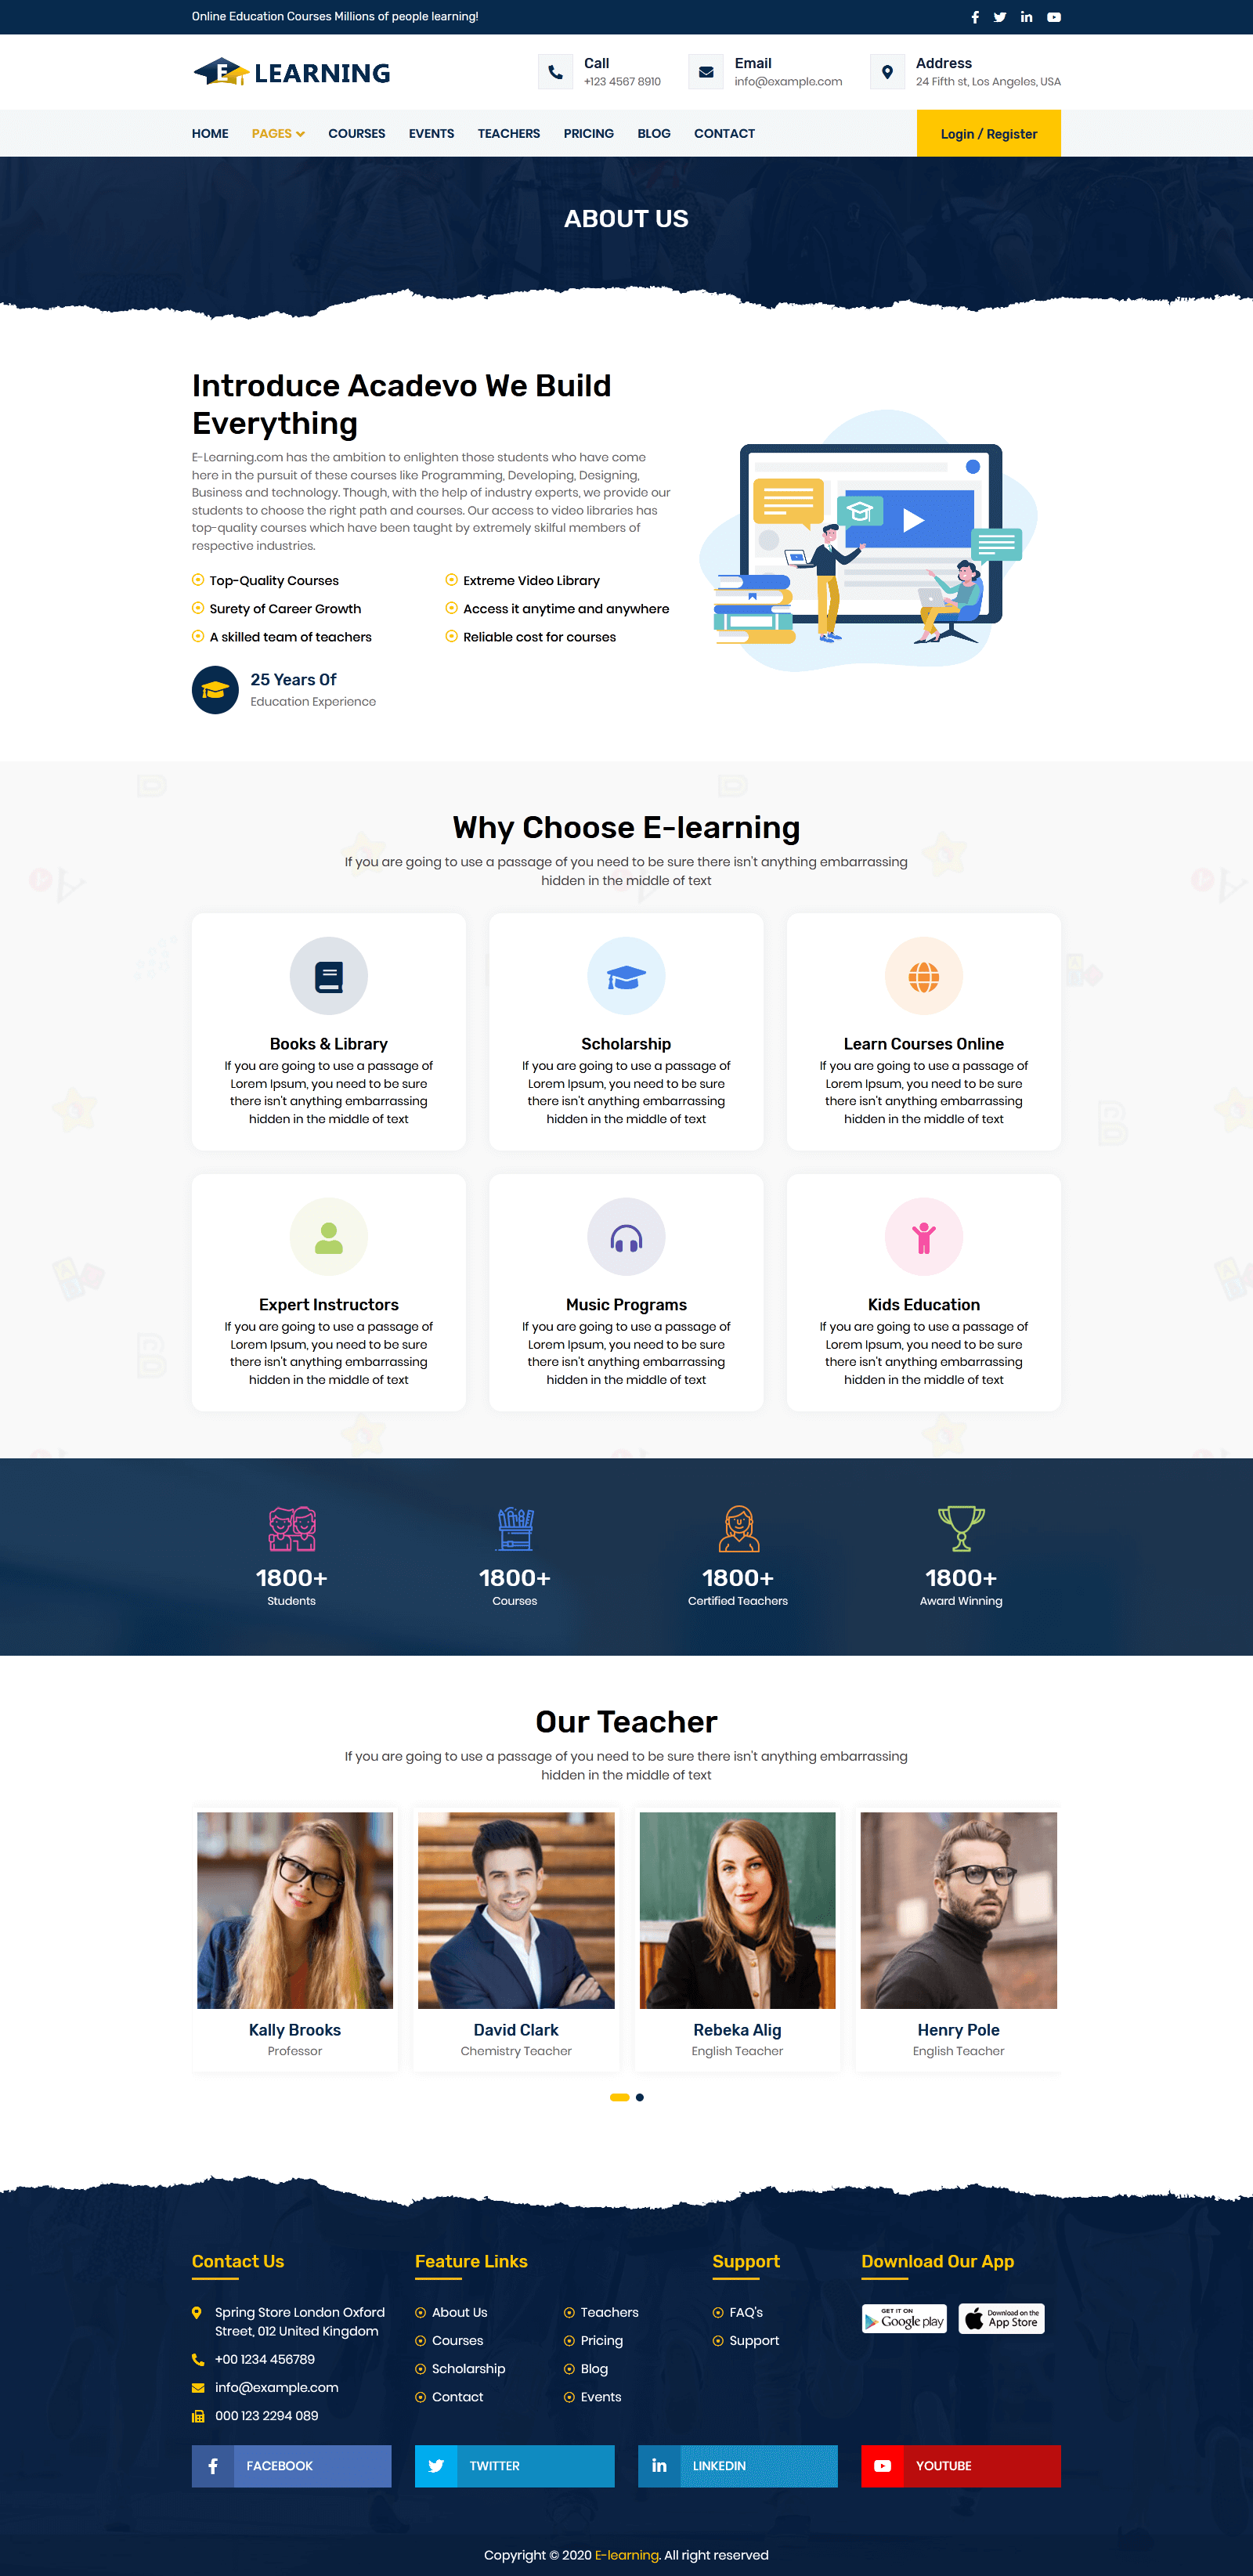 Online Education Courses Millions of people learning!
E LEARNING
Call
+123 4567 8910
Email
info@example.com
Address
24 Fifth st, Los Angeles, USA
HOME PAGES COURSES EVENTS TEACHERS PRICING BLOG CONTACT
Login / Register
ABOUT US
Introduce Acadevo We Build
Everything
E-Learning.com has the ambition to enlighten those students who have come
here in the pursuit of these courses like Programming, Developing, Designing,
Business and technology. Though, with the help of industry experts, we provide our
students to choose the right path and courses. Our access to video libraries has
top-quality courses which have been taught by extremely skilful members of
respective industries.
Top-Quality Courses
Extreme Video Library
Surety of Career Growth
Access it anytime and anywhere
A skilled team of teachers
Reliable cost for courses
25 Years Of
Education Experience
Why Choose E-learning
If you are going to use a passage of you need to be sure there isn't anything embarrassing
hidden in the middle of text
Books & Library
If you are going to use a passage of
Lorem Ipsum, you need to be sure
there isn't anything embarrassing
hidden in the middle of text
Scholarship
If you are going to use a passage of
Lorem Ipsum, you need to be sure
there isn't anything embarrassing
hidden in the middle of text
Learn Courses Online
If you are going to use a passage of
Lorem Ipsum, you need to be sure
there isn't anything embarrassing
hidden in the middle of text
Expert Instructors
If you are going to use a passage of
Lorem Ipsum, you need to be sure
there isn't anything embarrassing
hidden in the middle of text
Music Programs
If you are going to use a passage of
Lorem Ipsum, you need to be sure
there isn't anything embarrassing
hidden in the middle of text
Kids Education
If you are going to use a passage of
Lorem Ipsum, you need to be sure
there isn't anything embarrassing
hidden in the middle of text
1800+
Students
1800+
Courses
1800+
Certified Teachers
1800+
Award Winning
Our Teacher
If you are going to use a passage of you need to be sure there isn't anything embarrassing
hidden in the middle of text
Kally Brooks
Professor
David Clark
Chemistry Teacher
Rebeka Alig
English Teacher
Henry Pole
English Teacher
Contact Us
Spring Store London Oxford
Street, 012 United Kingdom
+00 1234 456789
info@example.com
000 123 2294 089
Feature Links
About Us
Courses
Scholarship
Contact
Teachers
Pricing
Blog
Events
Support
FAQ's
Support
Download Our App
GET IT ON
Google play
Download on the
App Store
FACEBOOK
TWITTER
LINKEDIN
YOUTUBE
Copyright © 2020 E-learning. All right reserved